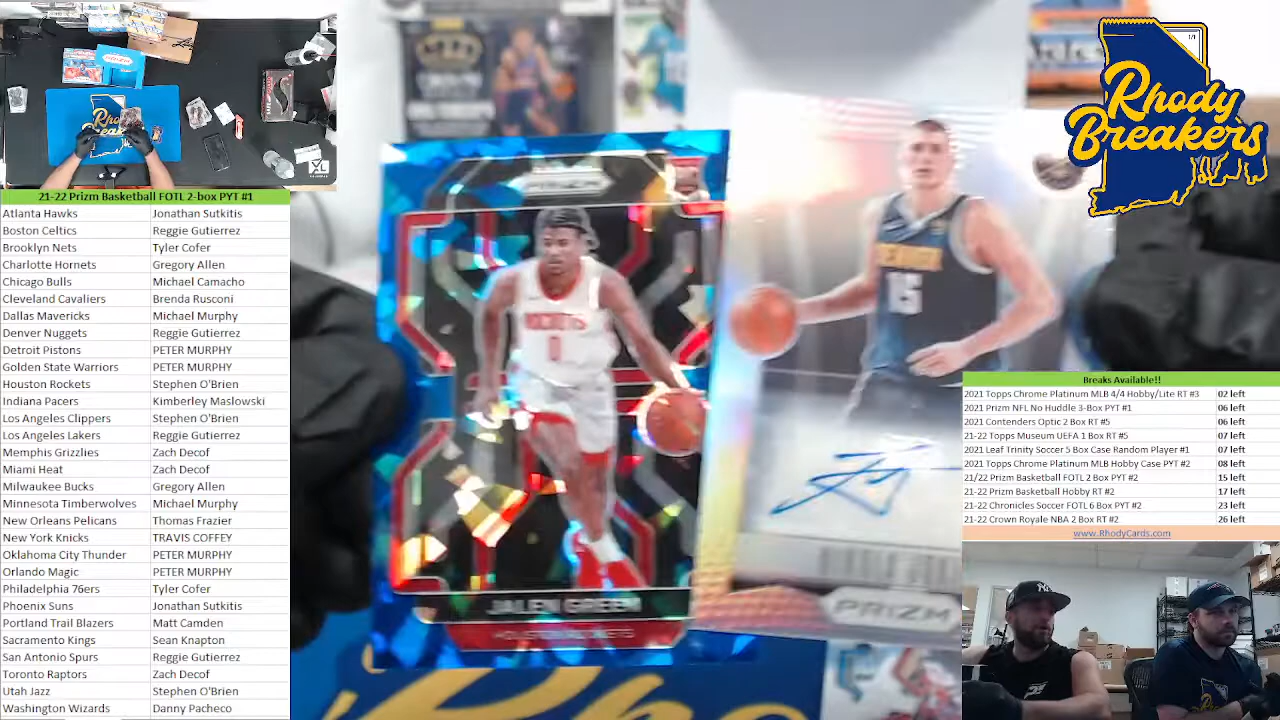 21-22 Prizm Basketball FOTL 2-box PYT #1
Atlanta Hawks Jonathan Sutkitis
Boston Celtics Reggie Gutierrez
Brooklyn Nets Tyler Cofer
Charlotte Hornets Gregory Allen
Chicago Bulls Michael Camacho
Cleveland Cavaliers Brenda Rusconi
Dallas Mavericks Michael Murphy
Denver Nuggets Reggie Gutierrez
Detroit Pistons PETER MURPHY
Golden State Warriors PETER MURPHY
Houston Rockets Stephen O'Brien
Indiana Pacers Kimberley Maslowski
Los Angeles Clippers Stephen O'Brien
Los Angeles Lakers Reggie Gutierrez
Memphis Grizzlies Zach Decof
Miami Heat Zach Decof
Milwaukee Bucks Gregory Allen
Minnesota Timberwolves Michael Murphy
New Orleans Pelicans Thomas Frazier
New York Knicks TRAVIS COFFEY
Oklahoma City Thunder PETER MURPHY
Orlando Magic PETER MURPHY
Philadelphia 76ers Tyler Cofer
Phoenix Suns Jonathan Sutkitis
Portland Trail Blazers Matt Camden
Sacramento Kings Sean Knapton
San Antonio Spurs Reggie Gutierrez
Toronto Raptors Zach Decof
Utah Jazz Stephen O'Brien
Washington Wizards Danny Pacheco
PRIZM
ROCKETS
0
JALEN GREEN
HOUSTON ROCKETS
15
PRIZM
1/1
Rhody
Breakers
Breaks Available!!
2021 Topps Chrome Platinum MLB 4/4 Hobby/Lite RT #3 02 left
2021 Prizm NFL No Huddle 3-Box PYT #1 06 left
2021 Contenders Optic 2 Box RT #5 06 left
21-22 Topps Museum UEFA 1 Box RT #5 07 left
2021 Leaf Trinity Soccer 5 Box Case Random Player #1 07 left
2021 Topps Chrome Platinum MLB Hobby Case PYT #2 08 left
21/22 Prizm Basketball FOTL 2 Box PYT #2 15 left
21-22 Prizm Basketball Hobby RT #2 17 left
21-22 Chronicles Soccer FOTL 6 Box PYT #2 23 left
21-22 Crown Royale NBA 2 Box RT #2 26 left
www.RhodyCards.com